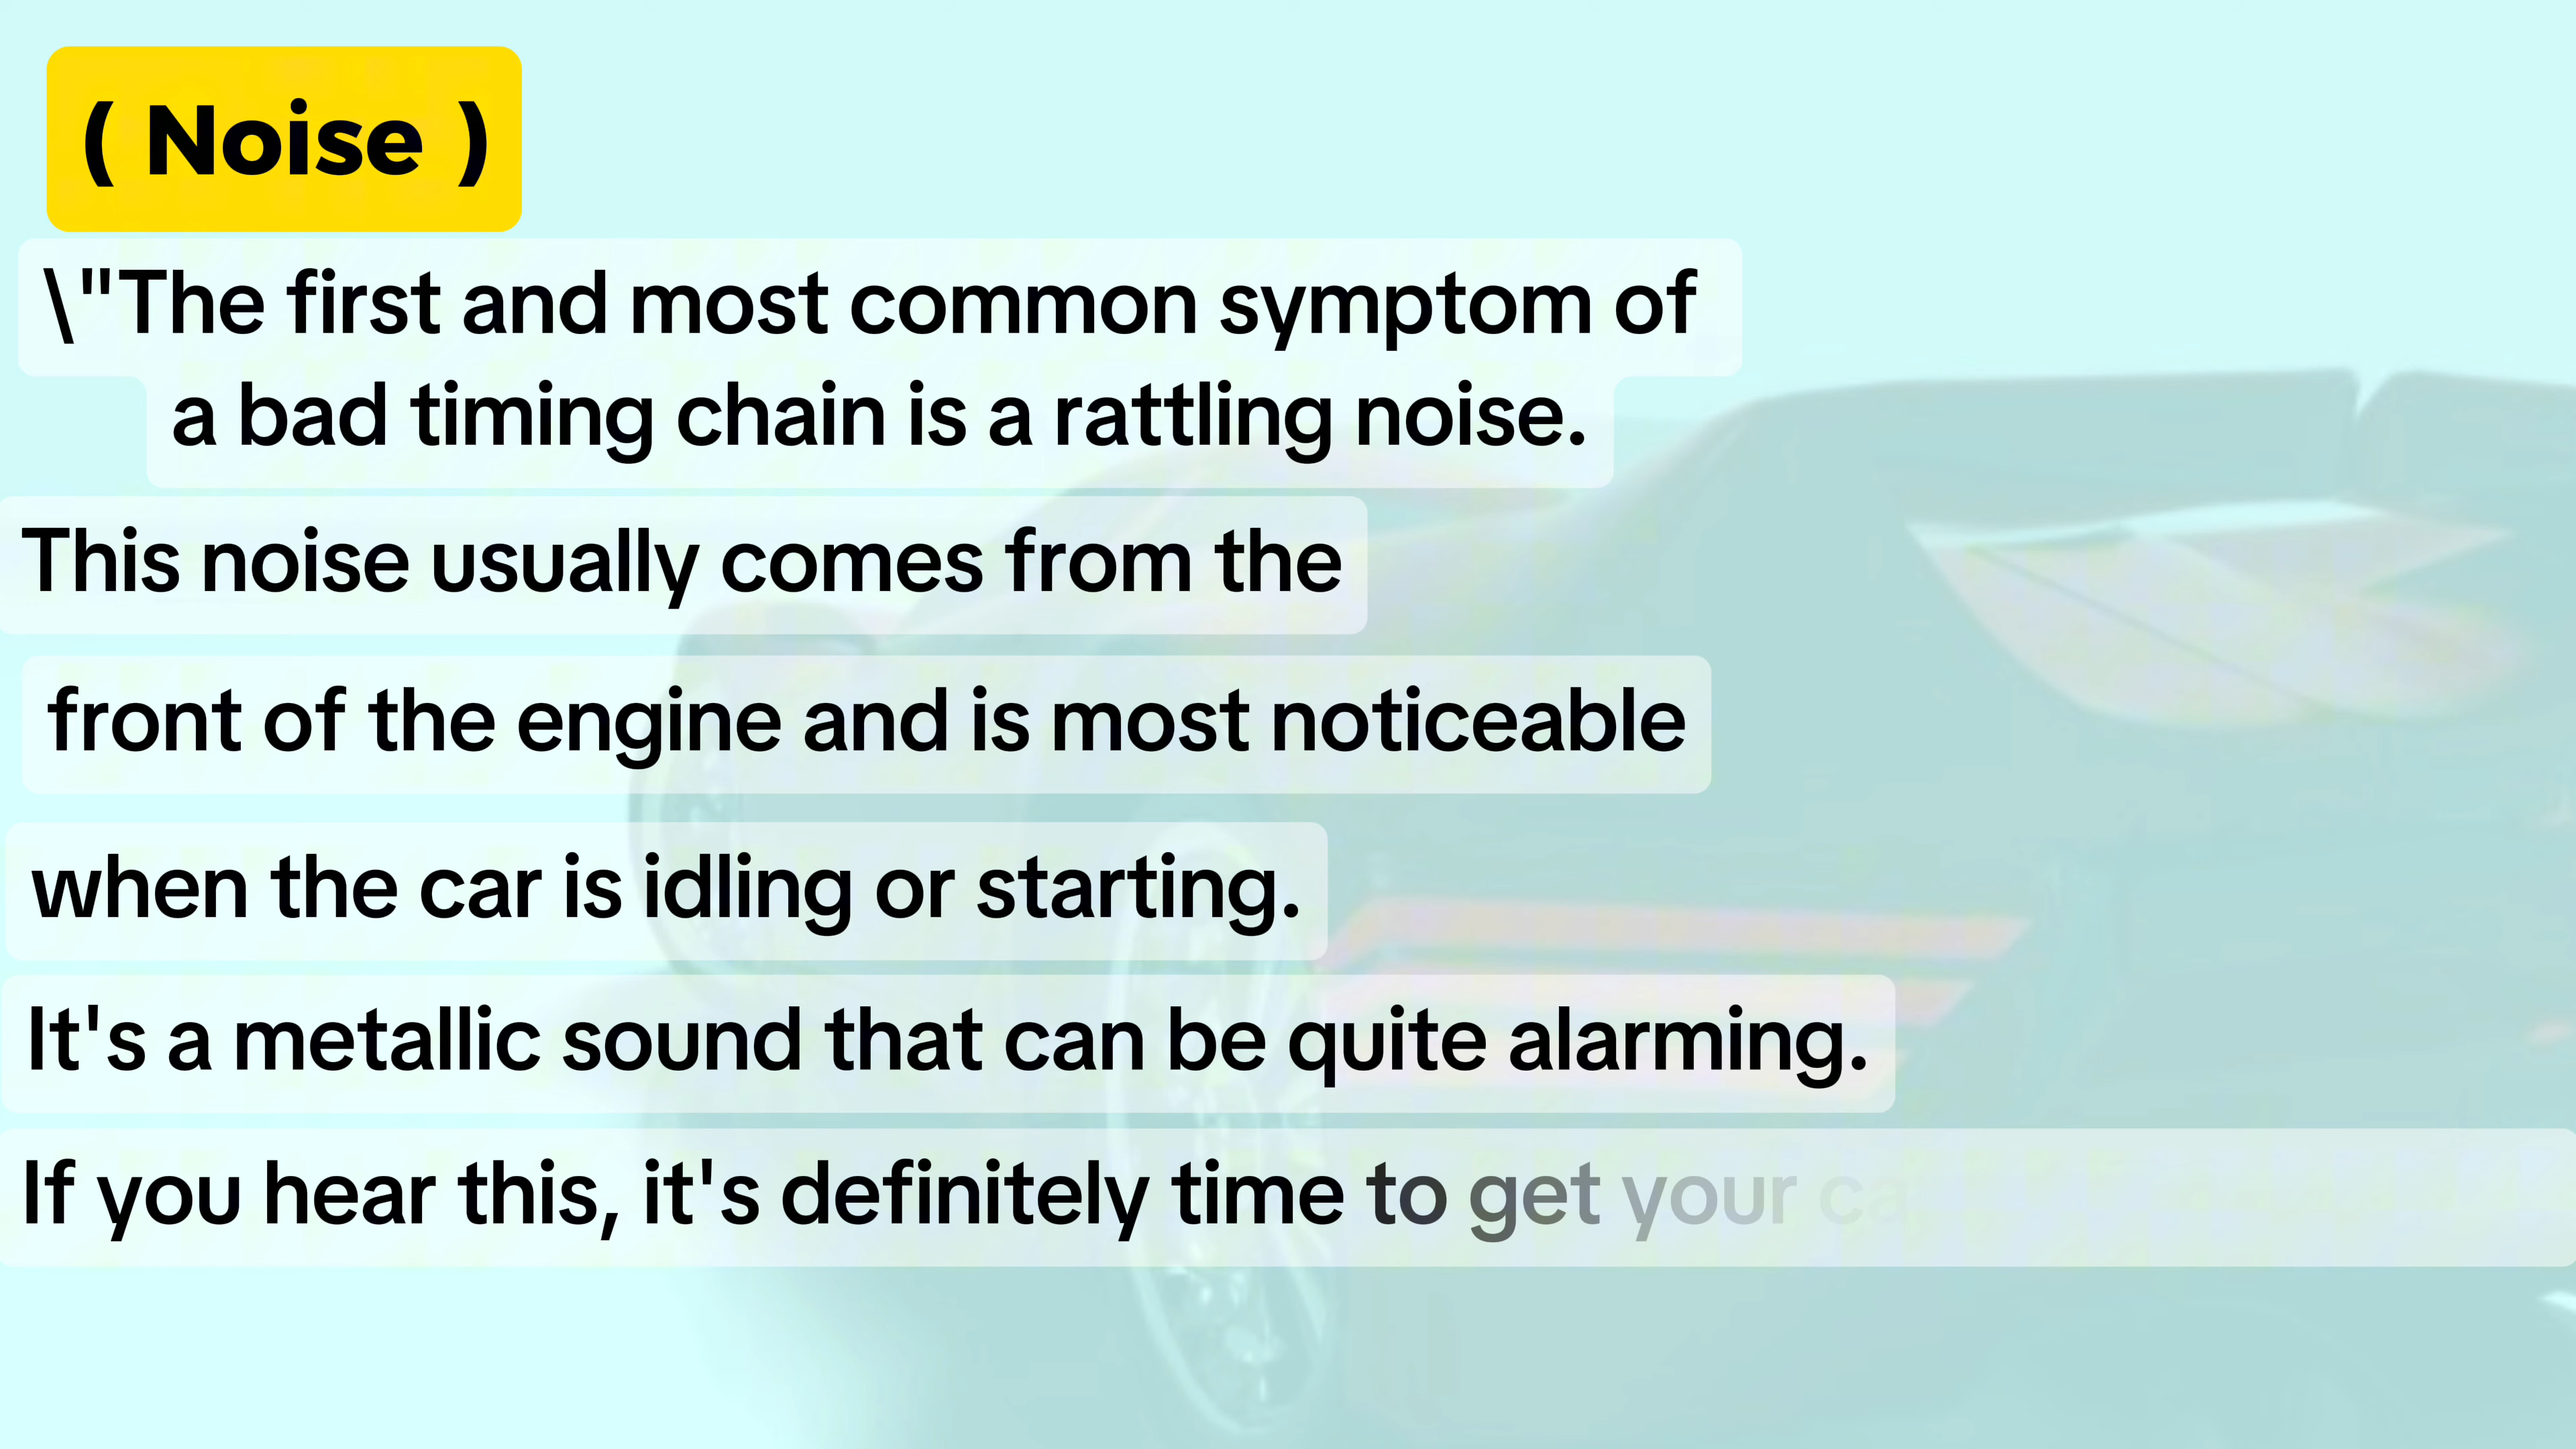 ( Noise )
\"The first and most common symptom of
a bad timing chain is a rattling noise.
This noise usually comes from the
front of the engine and is most noticeable
when the car is idling or starting.
It's a metallic sound that can be quite alarming.
If you hear this, it's definitely time to get your ca